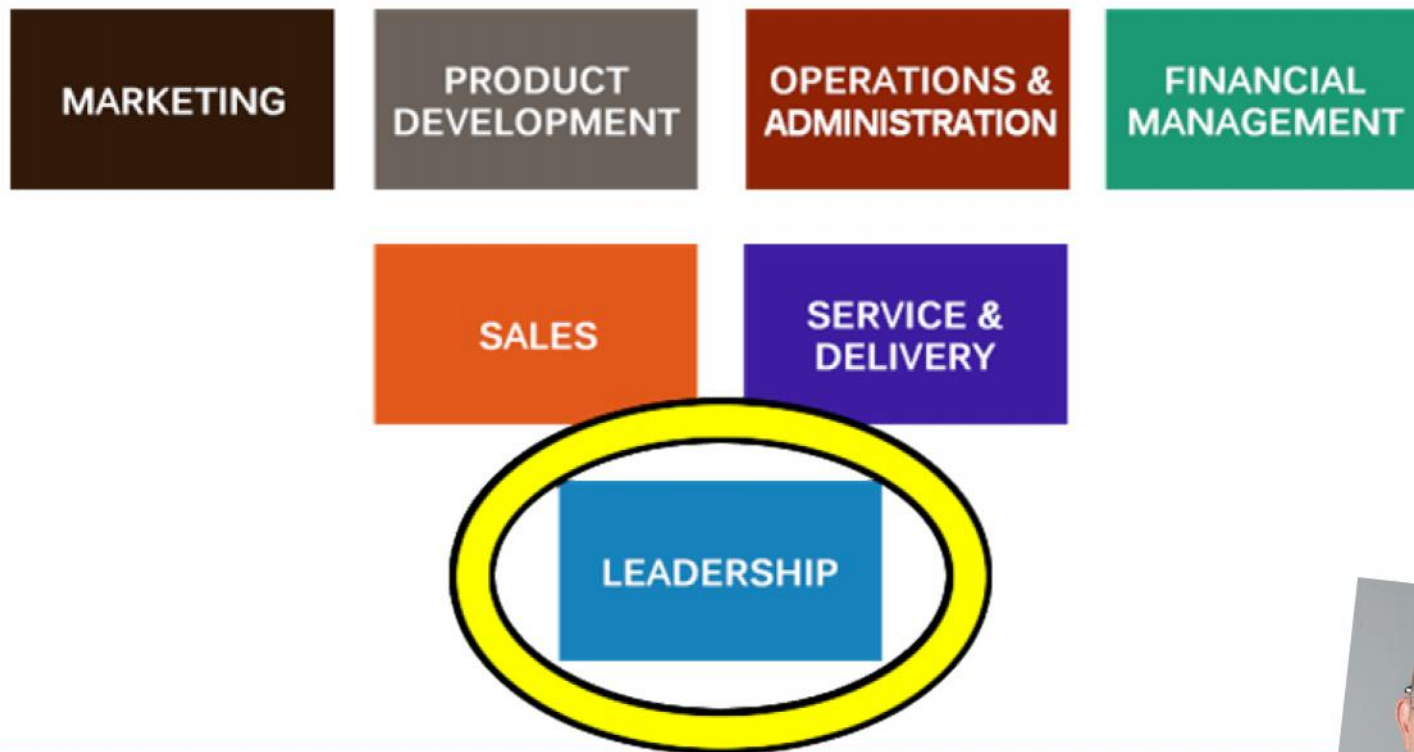 MARKETING
PRODUCT
DEVELOPMENT
OPERATIONS &
ADMINISTRATION
FINANCIAL
MANAGEMENT
SALES
SERVICE &
DELIVERY
LEADERSHIP